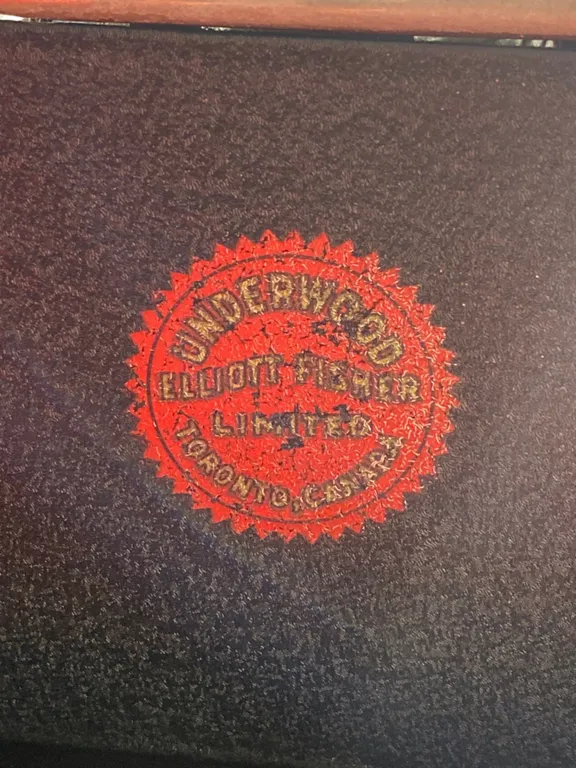 UNDERWOOD
ELLIOTT-FISHER
LIMITED
TORONTO, CANADA